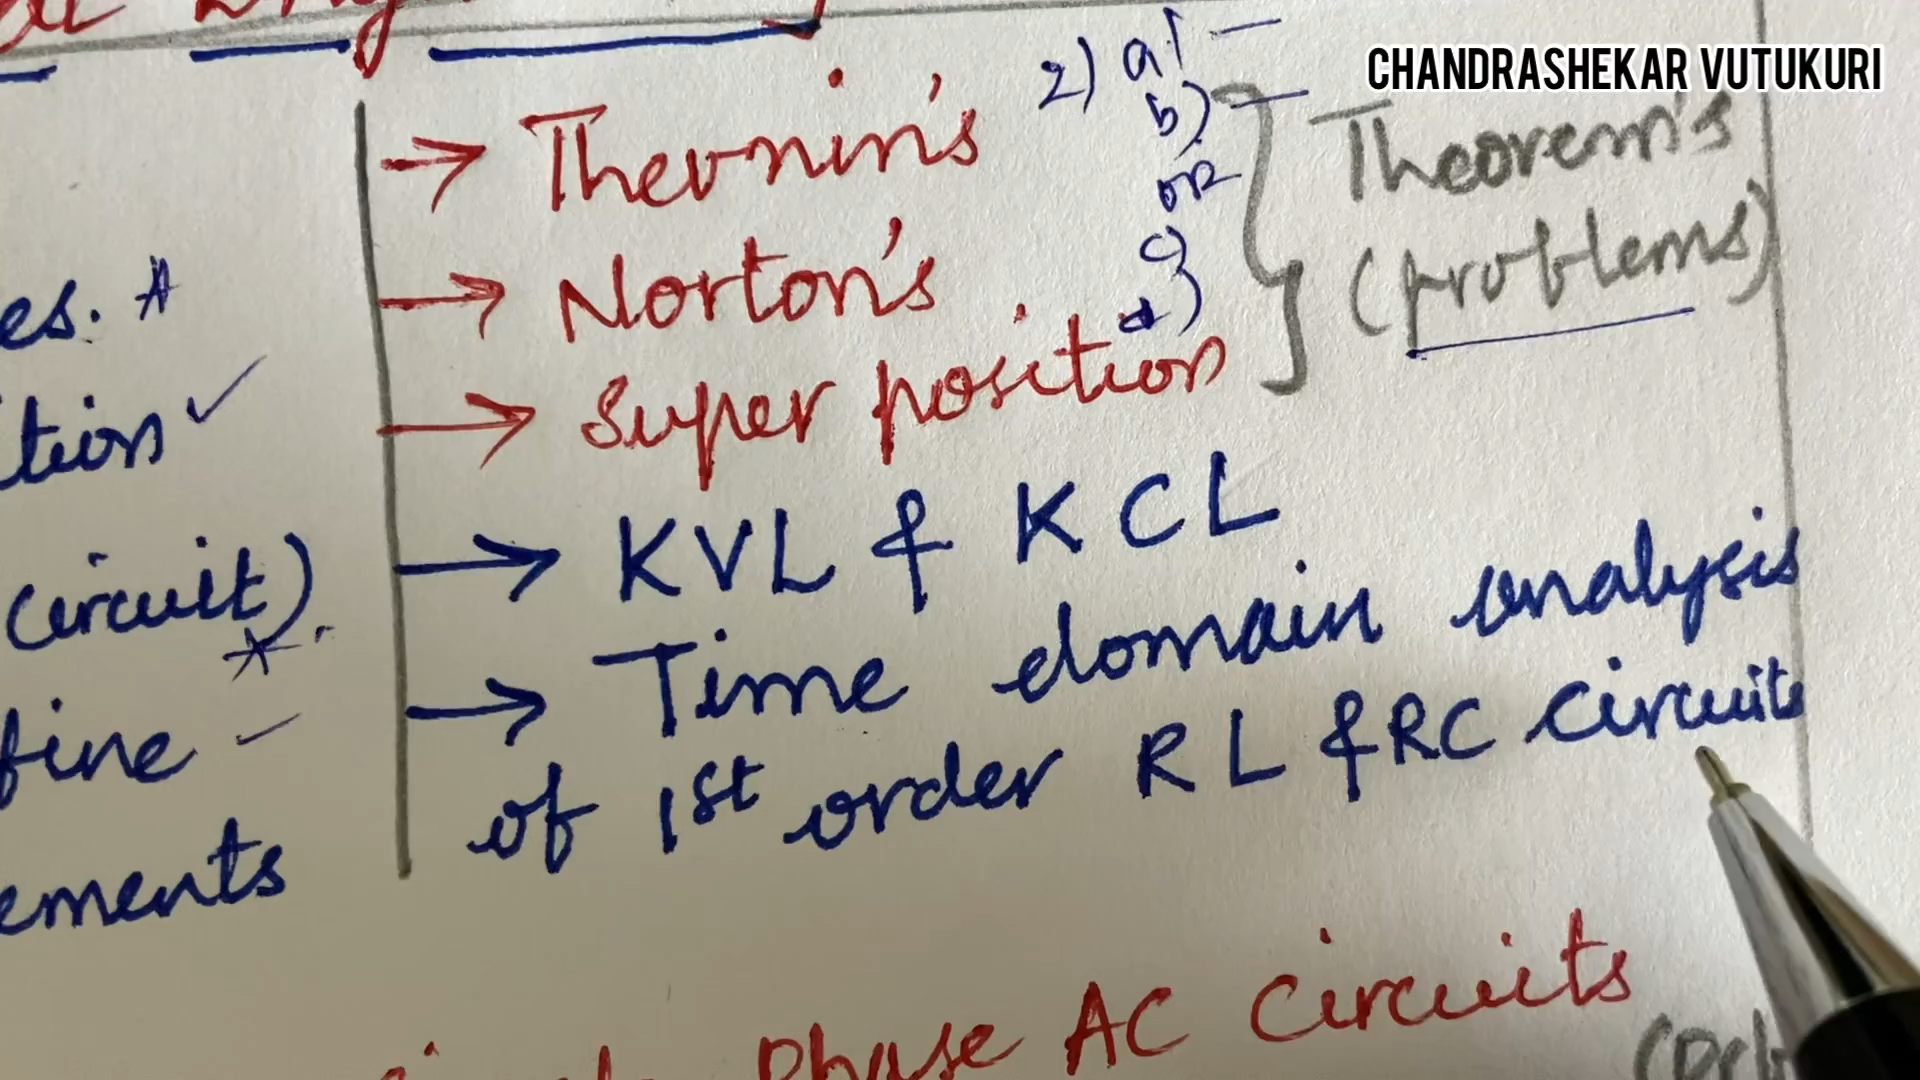 CHANDRASHEKAR VUTUKURI
2) a)
b)
OR
c)
d)
→ Thevnin's
→ Norton's
→ Super position
Theorem's
(problems)
→ KVL & KCL
→ Time domain analysis
of 1st order RL & RC circuits
es.
tion ✓
circuit)
fine
ements
Phase AC Circuits